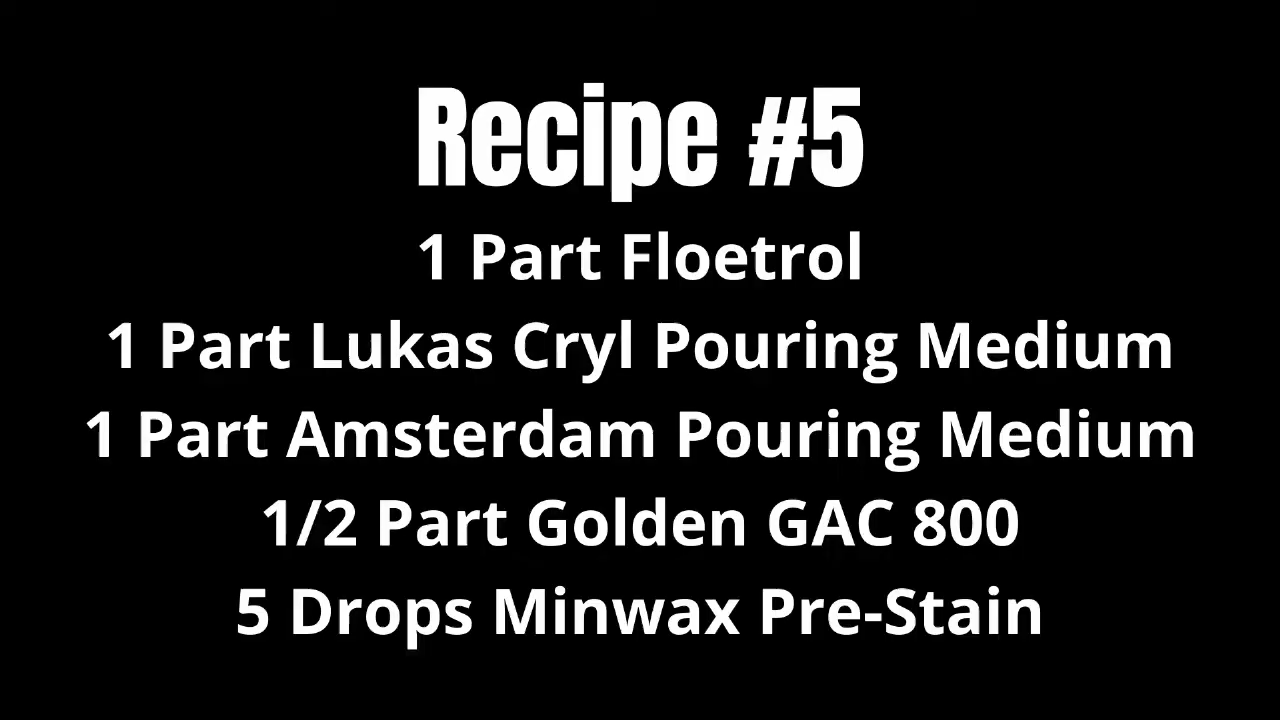 Recipe #5
1 Part Floetrol
1 Part Lukas Cryl Pouring Medium
1 Part Amsterdam Pouring Medium
1/2 Part Golden GAC 800
5 Drops Minwax Pre-Stain